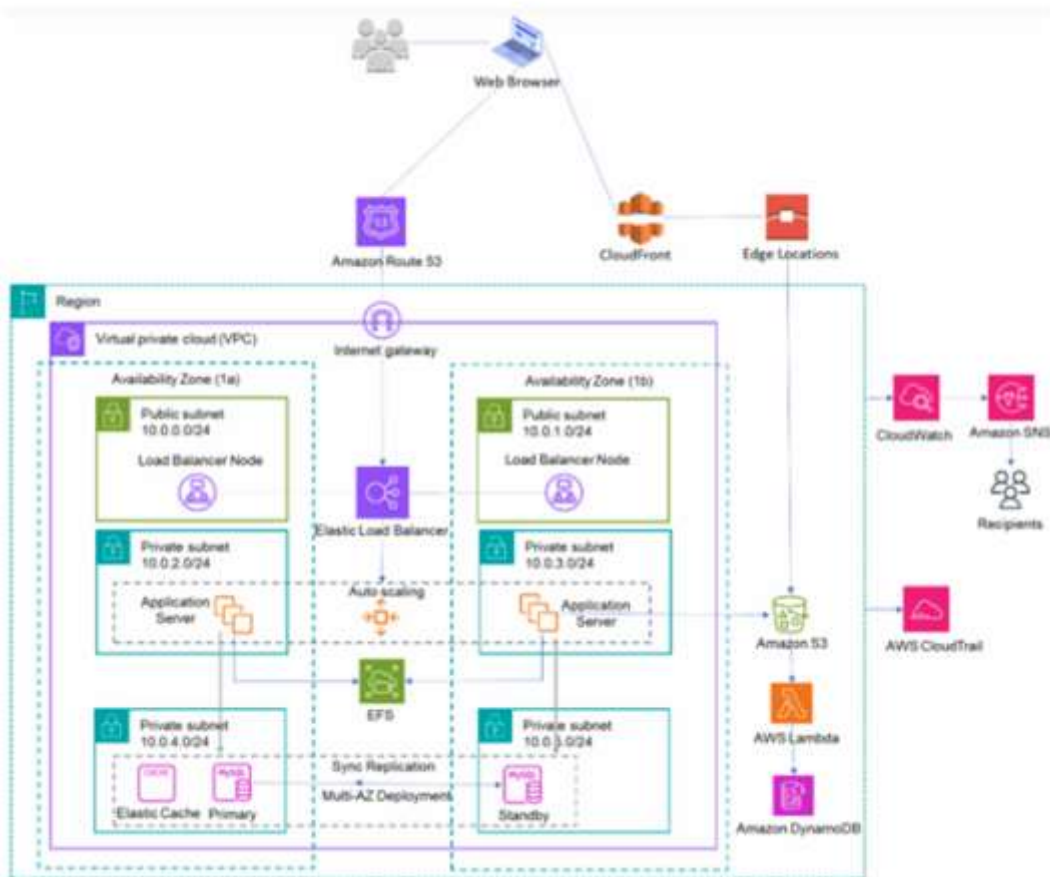 Web Browser
Amazon Route 53
CloudFront
Edge Locations
Region
Virtual private cloud (VPC)
Internet gateway
Availability Zone (1a)
Availability Zone (1b)
Public subnet
10.0.0.0/24
Load Balancer Node
Public subnet
10.0.1.0/24
Load Balancer Node
CloudWatch
Amazon SNS
Recipients
Elastic Load Balancer
Private subnet
10.0.2.0/24
Private subnet
10.0.3.0/24
Application
Server
Auto scaling
Application
Server
Amazon S3
AWS CloudTrail
EFS
AWS Lambda
Private subnet
10.0.4.0/24
Private subnet
Sync Replication
Multi-AZ Deployment
CACHE
MySQL
MySQL
Elastic Cache
Primary
Standby
Amazon DynamoDB